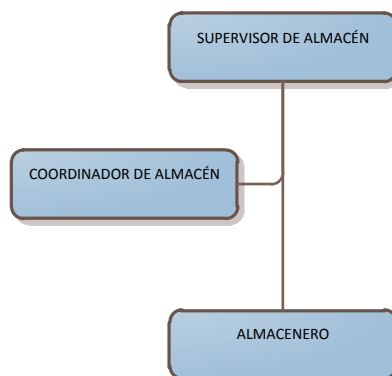 SUPERVISOR DE ALMACÉN
COORDINADOR DE ALMACÉN
ALMACENERO